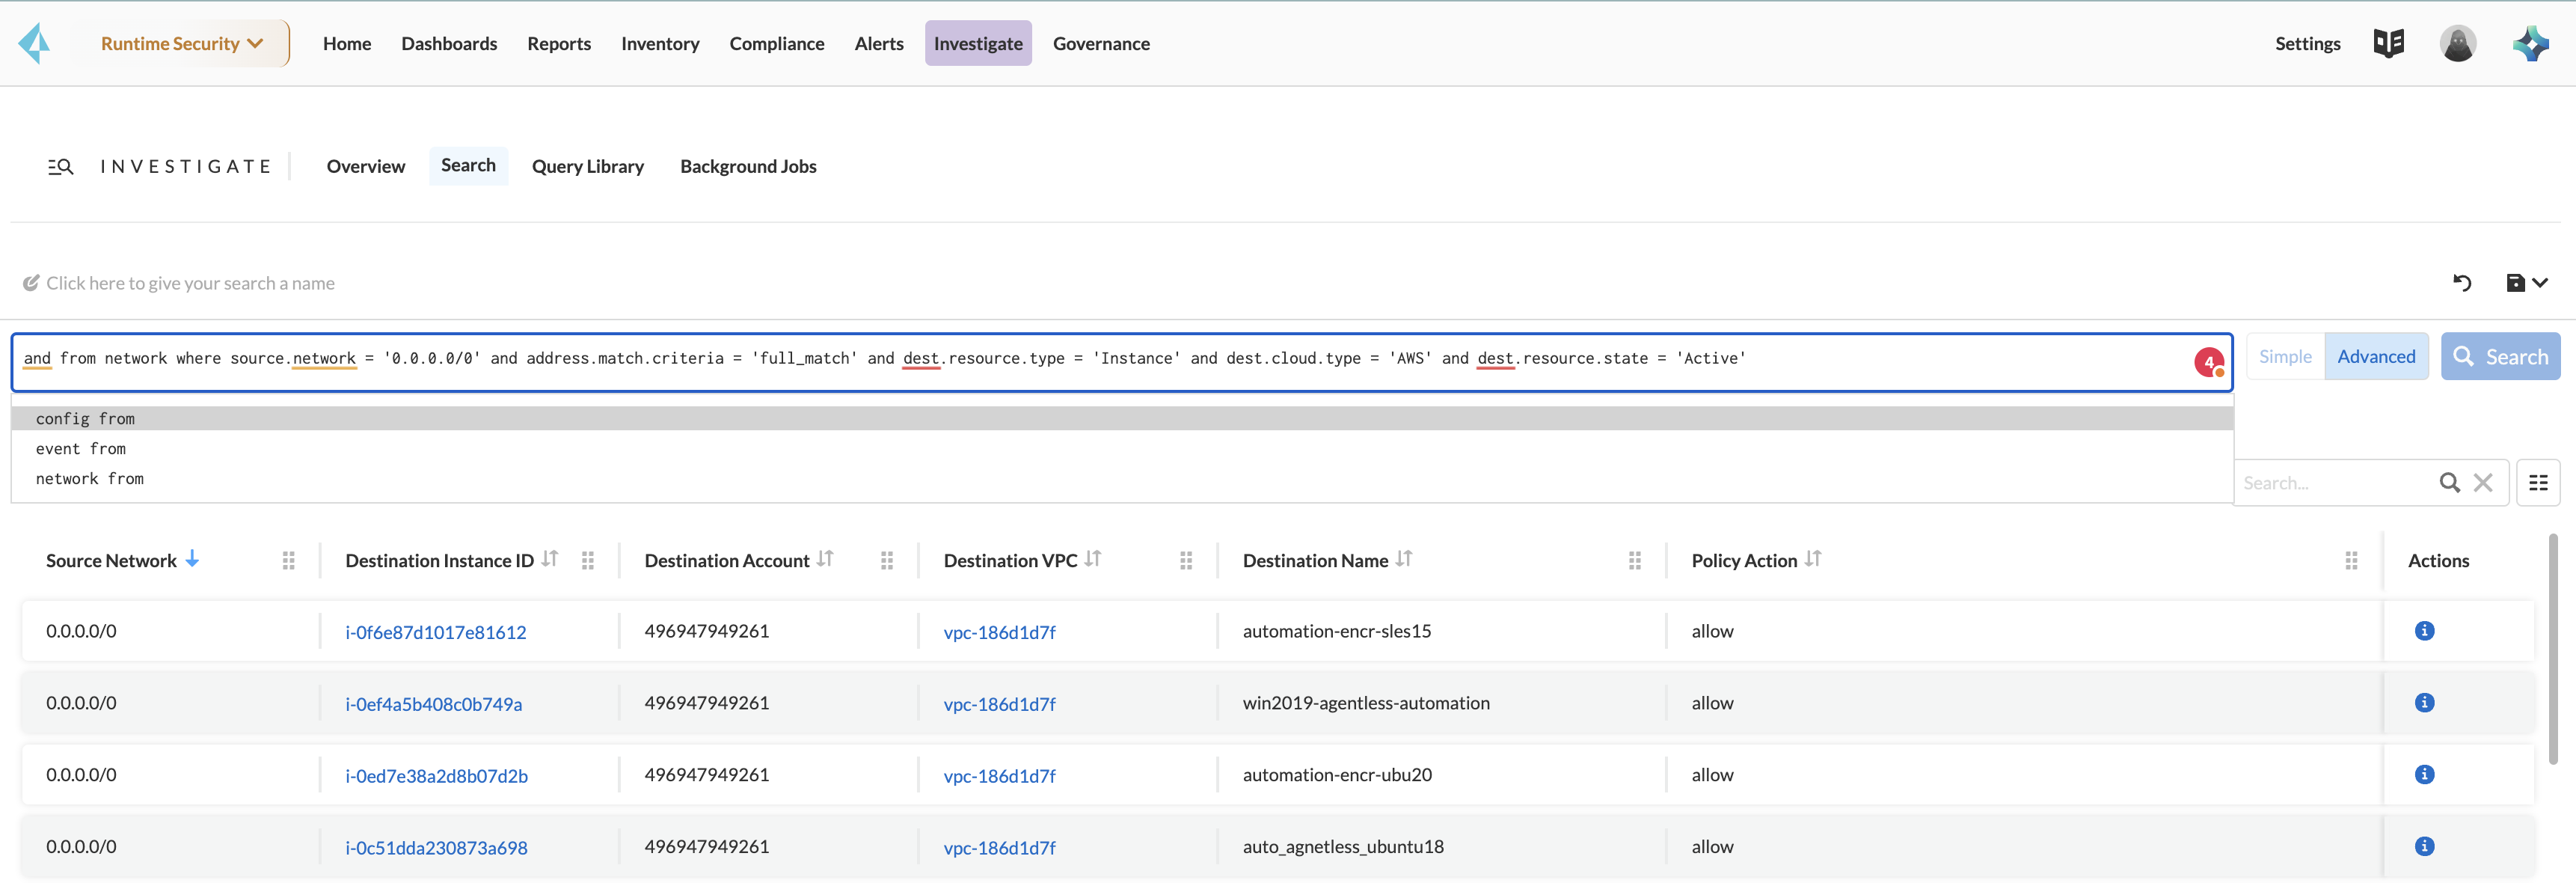 Runtime Security Home Dashboards Reports Inventory Compliance Alerts Investigate Governance Settings
INVESTIGATE Overview Search Query Library Background Jobs
Click here to give your search a name
and from network where source.network = '0.0.0.0/0' and address.match.criteria = 'full_match' and dest.resource.type = 'Instance' and dest.cloud.type = 'AWS' and dest.resource.state = 'Active' 4 Simple Advanced Search
config from
event from
network from
Search...
Source Network Destination Instance ID Destination Account Destination VPC Destination Name Policy Action Actions
0.0.0.0/0 i-0f6e87d1017e81612 496947949261 vpc-186d1d7f automation-encr-sles15 allow
0.0.0.0/0 i-0ef4a5b408c0b749a 496947949261 vpc-186d1d7f win2019-agentless-automation allow
0.0.0.0/0 i-0ed7e38a2d8b07d2b 496947949261 vpc-186d1d7f automation-encr-ubu20 allow
0.0.0.0/0 i-0c51dda230873a698 496947949261 vpc-186d1d7f auto_agnetless_ubuntu18 allow